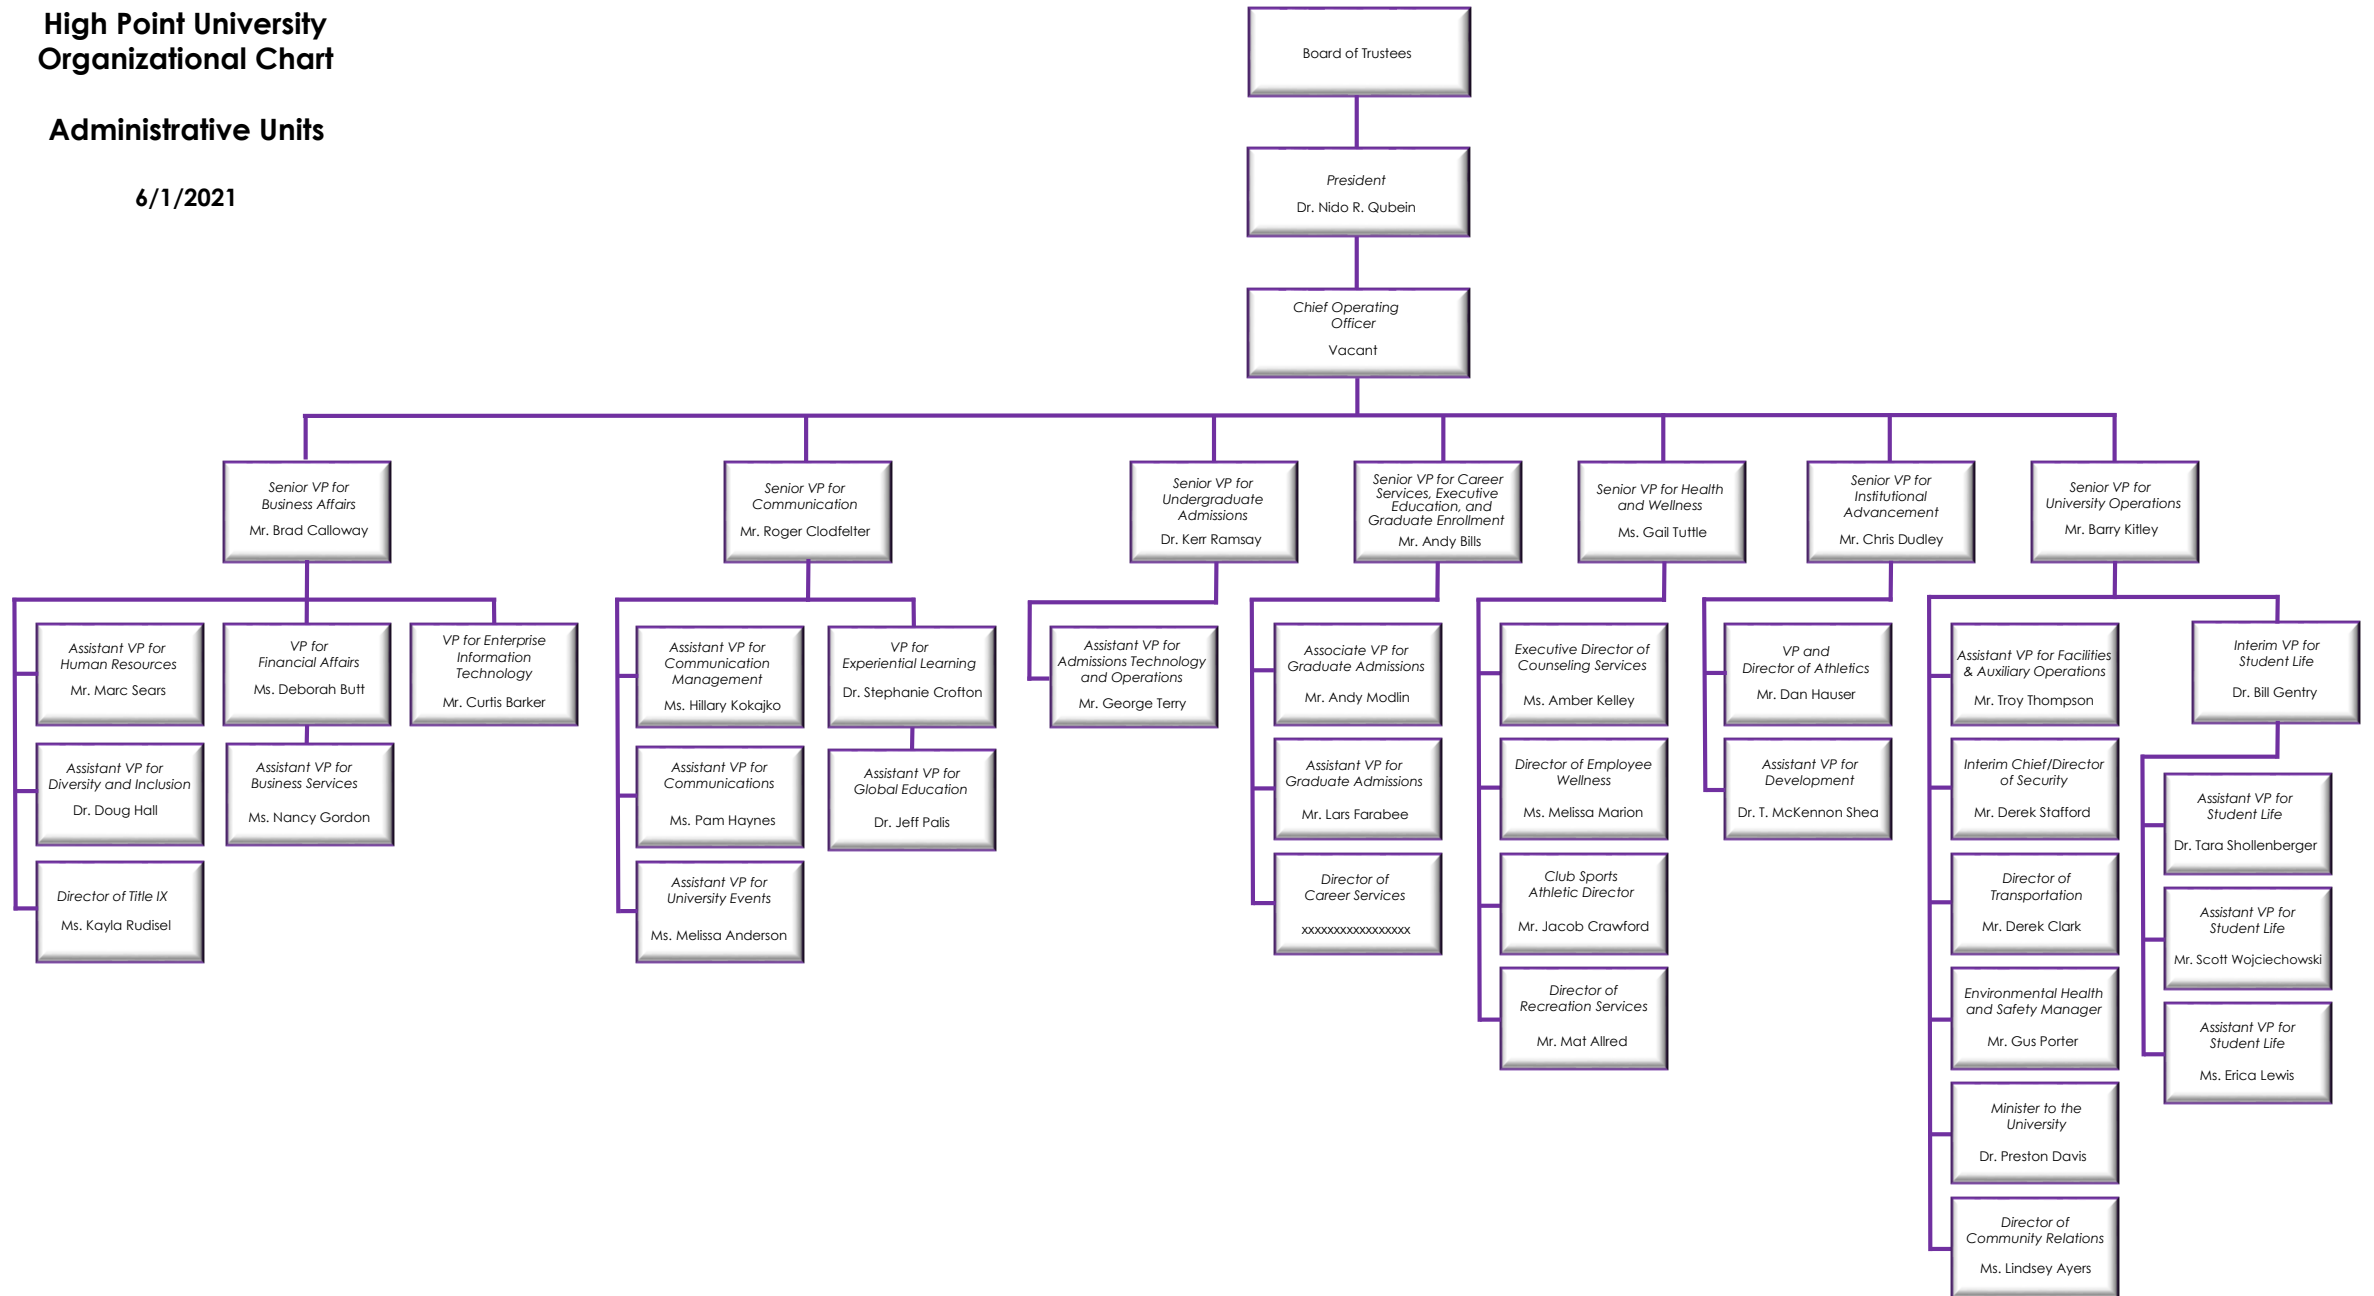 High Point University
Organizational Chart
Administrative Units
6/1/2021
Board of Trustees
President
Dr. Nido R. Qubein
Chief Operating
Officer
Vacant
Senior VP for
Business Affairs
Mr. Brad Calloway
Senior VP for
Communication
Mr. Roger Clodfelter
Senior VP for
Undergraduate
Admissions
Dr. Kerr Ramsay
Senior VP for Career
Services, Executive
Education, and
Graduate Enrollment
Mr. Andy Bills
Senior VP for Health
and Wellness
Ms. Gail Tuttle
Senior VP for
Institutional
Advancement
Mr. Chris Dudley
Senior VP for
University Operations
Mr. Barry Kitley
Assistant VP for
Human Resources
Mr. Marc Sears
Assistant VP for
Diversity and Inclusion
Dr. Doug Hall
Director of Title IX
Ms. Kayla Rudisel
VP for
Financial Affairs
Ms. Deborah Butt
Assistant VP for
Business Services
Ms. Nancy Gordon
VP for Enterprise
Information
Technology
Mr. Curtis Barker
Assistant VP for
Communication
Management
Ms. Hillary Kokajko
Assistant VP for
Communications
Ms. Pam Haynes
Assistant VP for
University Events
Ms. Melissa Anderson
VP for
Experiential Learning
Dr. Stephanie Crofton
Assistant VP for
Global Education
Dr. Jeff Palis
Assistant VP for
Admissions Technology
and Operations
Mr. George Terry
Associate VP for
Graduate Admissions
Mr. Andy Modlin
Assistant VP for
Graduate Admissions
Mr. Lars Farabee
Director of
Career Services
xxxxxxxxxxxxxxxxx
Executive Director of
Counseling Services
Ms. Amber Kelley
Director of Employee
Wellness
Ms. Melissa Marion
Club Sports
Athletic Director
Mr. Jacob Crawford
Director of
Recreation Services
Mr. Mat Allred
VP and
Director of Athletics
Mr. Dan Hauser
Assistant VP for
Development
Dr. T. McKennon Shea
Assistant VP for Facilities
& Auxiliary Operations
Mr. Troy Thompson
Interim Chief/Director
of Security
Mr. Derek Stafford
Director of
Transportation
Mr. Derek Clark
Environmental Health
and Safety Manager
Mr. Gus Porter
Minister to the
University
Dr. Preston Davis
Director of
Community Relations
Ms. Lindsey Ayers
Interim VP for
Student Life
Dr. Bill Gentry
Assistant VP for
Student Life
Dr. Tara Shollenberger
Assistant VP for
Student Life
Mr. Scott Wojciechowski
Assistant VP for
Student Life
Ms. Erica Lewis